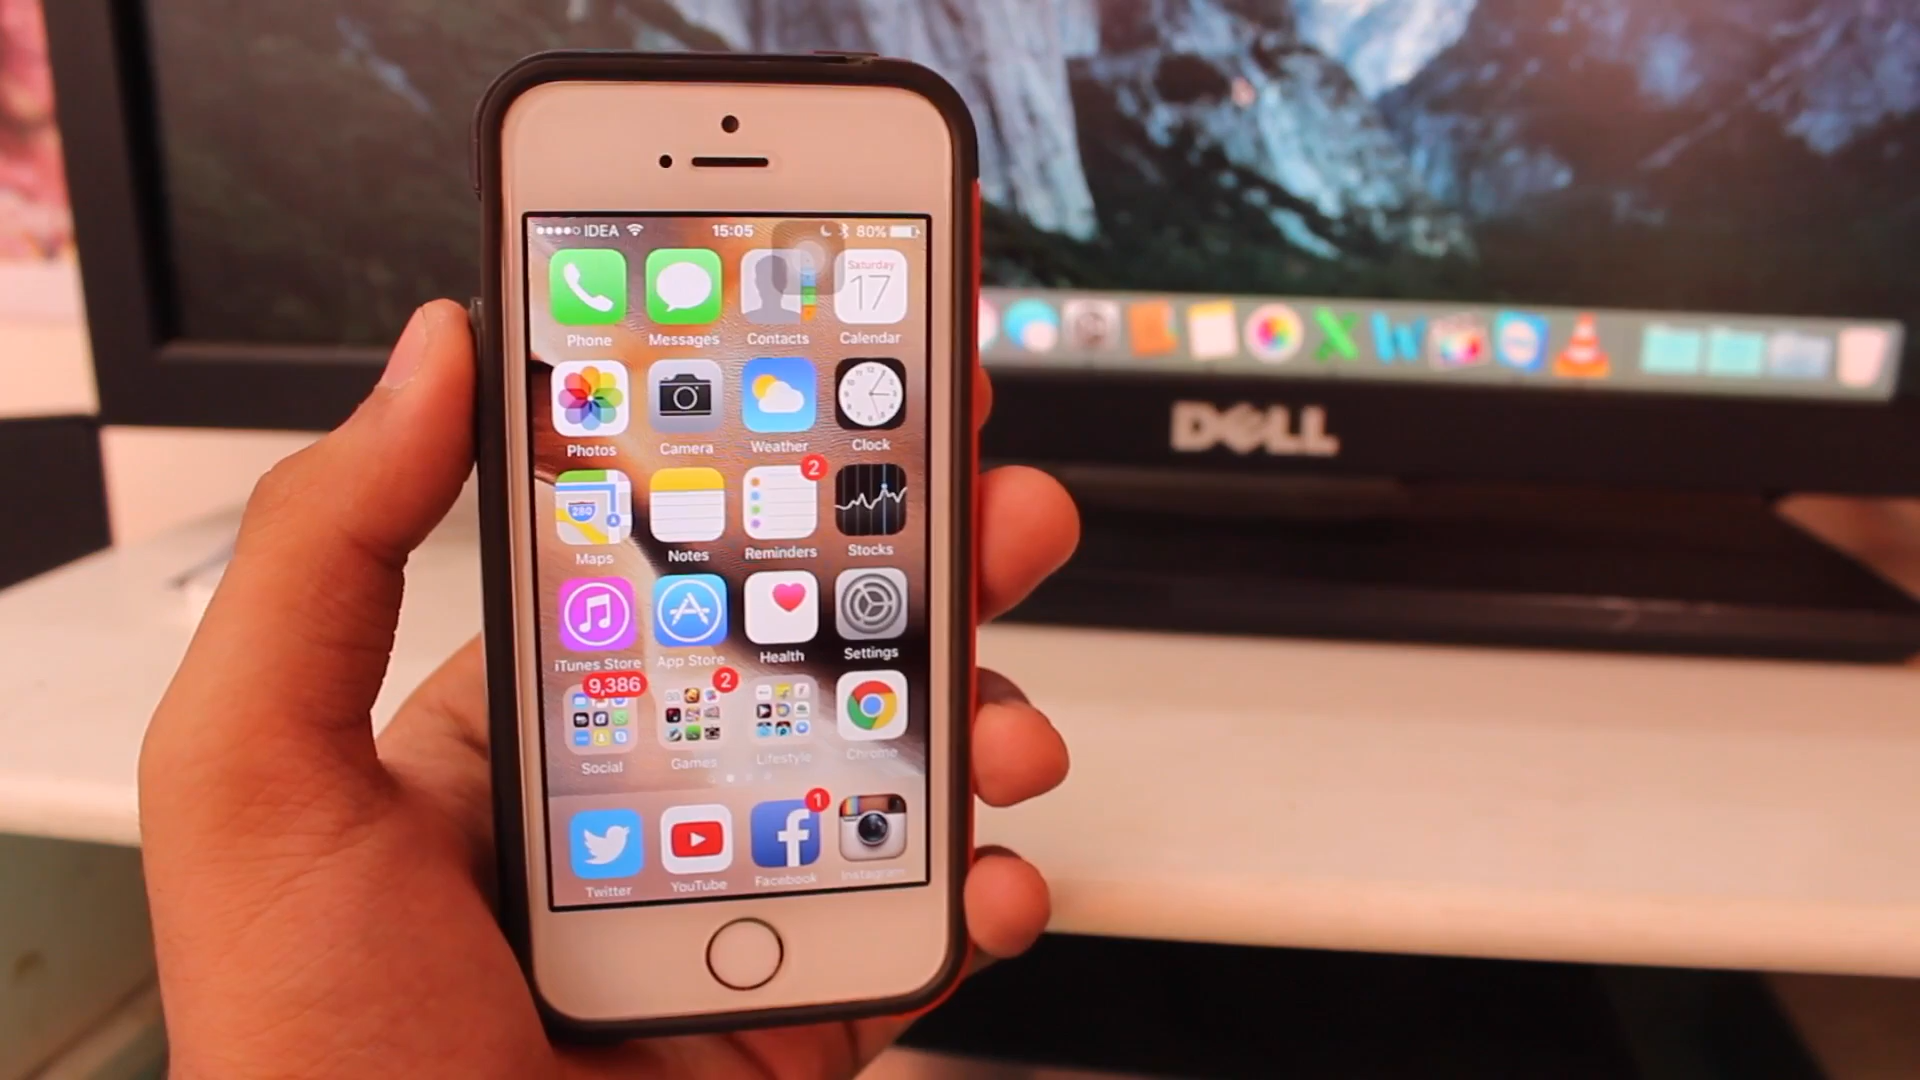 IDEA 15:05 80%
Saturday
17
Phone Messages Contacts Calendar
Photos Camera Weather Clock
2
280
Maps Notes Reminders Stocks
iTunes Store App Store Health Settings
9,386 2
Social Games Lifestyle Chrome
1
Twitter YouTube Facebook Instagram
DELL